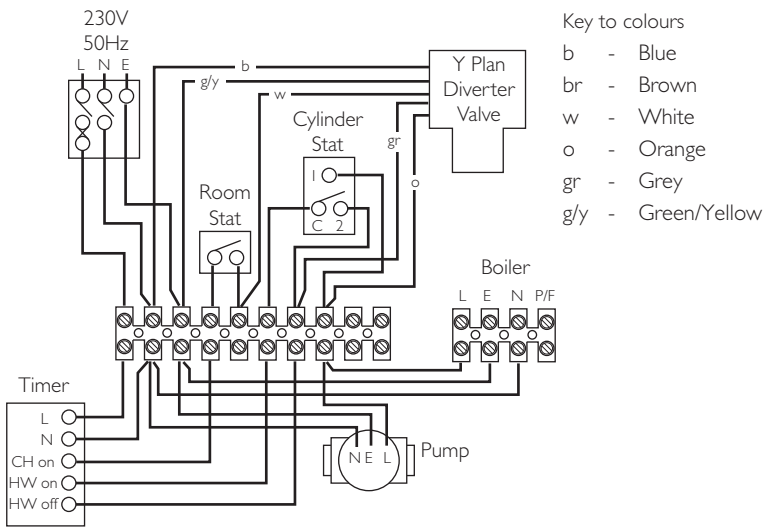 230V
50Hz
L N E
b
g/y
w
gr
o
Y Plan
Diverter
Valve
Key to colours
b - Blue
br - Brown
w - White
o - Orange
gr - Grey
g/y - Green/Yellow
Cylinder
Stat
1
C 2
Room
Stat
Boiler
L E N P/F
Timer
L
N
CH on
HW on
HW off
N E L
Pump